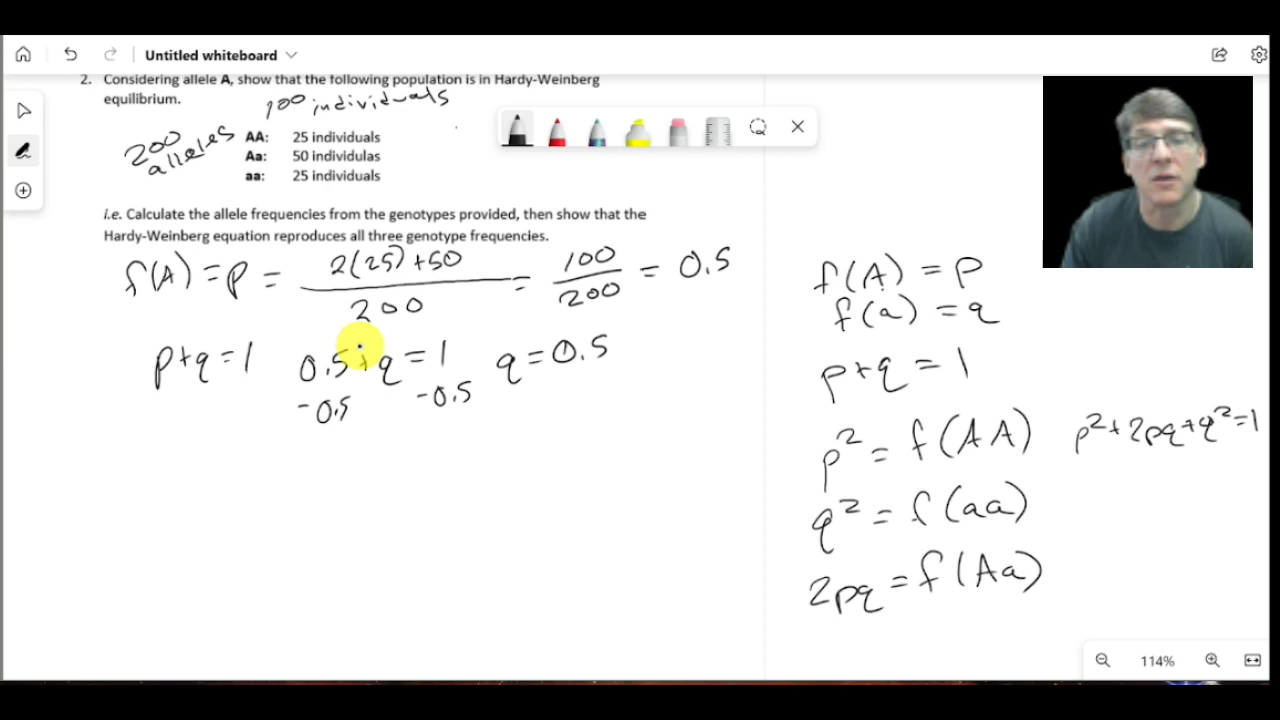 Untitled whiteboard
2. Considering allele A, show that the following population is in Hardy-Weinberg
equilibrium.
100 individuals
200
alleles
AA: 25 individuals
Aa: 50 individulas
aa: 25 individuals
i.e. Calculate the allele frequencies from the genotypes provided, then show that the
Hardy-Weinberg equation reproduces all three genotype frequencies.
f(A) = p = 2(25)+50 / 200 = 100 / 200 = 0.5
p+q=1 0.5+q=1 q=0.5
-0.5 -0.5
f(A) = p
f(a) = q
p+q = 1
p² = f(AA) p²+2pq+q²=1
q² = f(aa)
2pq = f(Aa)
114%